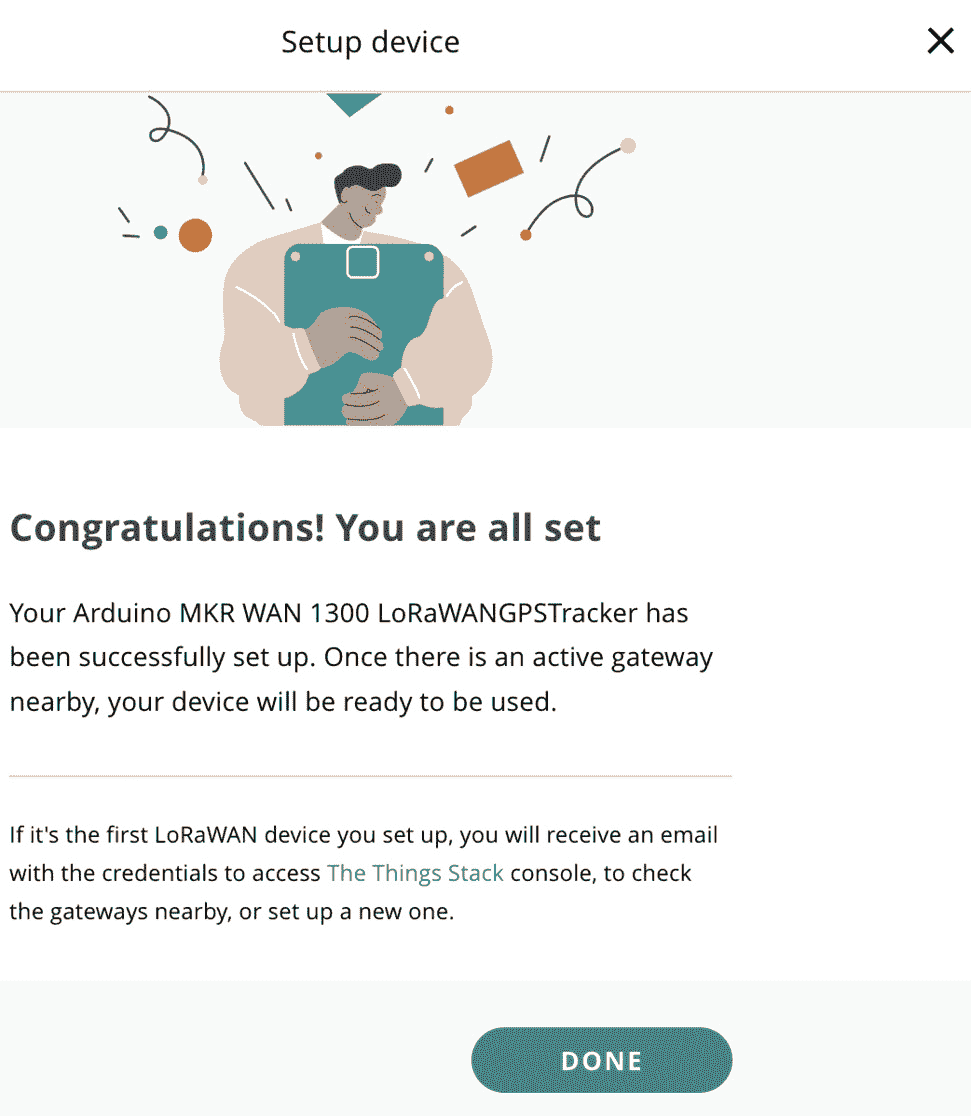 Setup device
Congratulations! You are all set
Your Arduino MKR WAN 1300 LoRaWANGPSTracker has
been successfully set up. Once there is an active gateway
nearby, your device will be ready to be used.
If it's the first LoRaWAN device you set up, you will receive an email
with the credentials to access The Things Stack console, to check
the gateways nearby, or set up a new one.
DONE